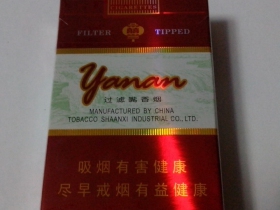 CIGARETTES
FILTER TIPPED
Yanan
过滤嘴香烟
MANUFACTURED BY CHINA
TOBACCO SHAANXI INDUSTRIAL CO.,LTD.
吸烟有害健康
尽早戒烟有益健康